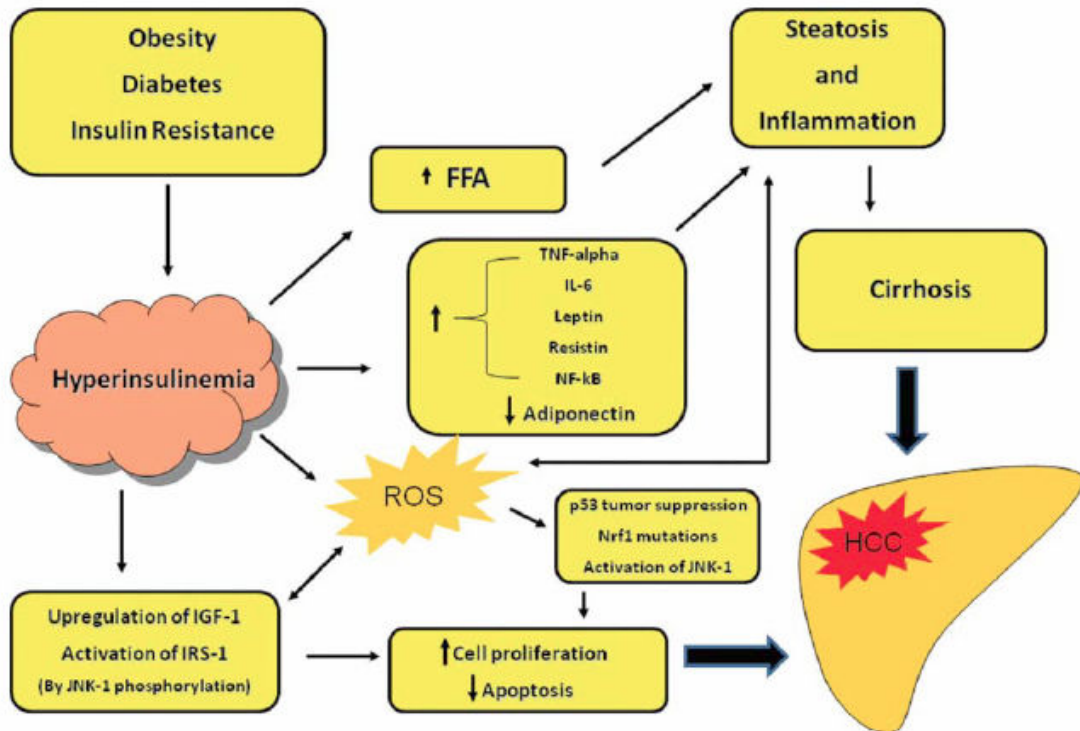 Obesity
Diabetes
Insulin Resistance
Steatosis
and
Inflammation
↑ FFA
TNF-alpha
IL-6
↑ Leptin
Resistin
NF-kB
↓ Adiponectin
Cirrhosis
Hyperinsulinemia
ROS
p53 tumor suppression
Nrf1 mutations
Activation of JNK-1
HCC
Upregulation of IGF-1
Activation of IRS-1
(By JNK-1 phosphorylation)
↑Cell proliferation
↓Apoptosis